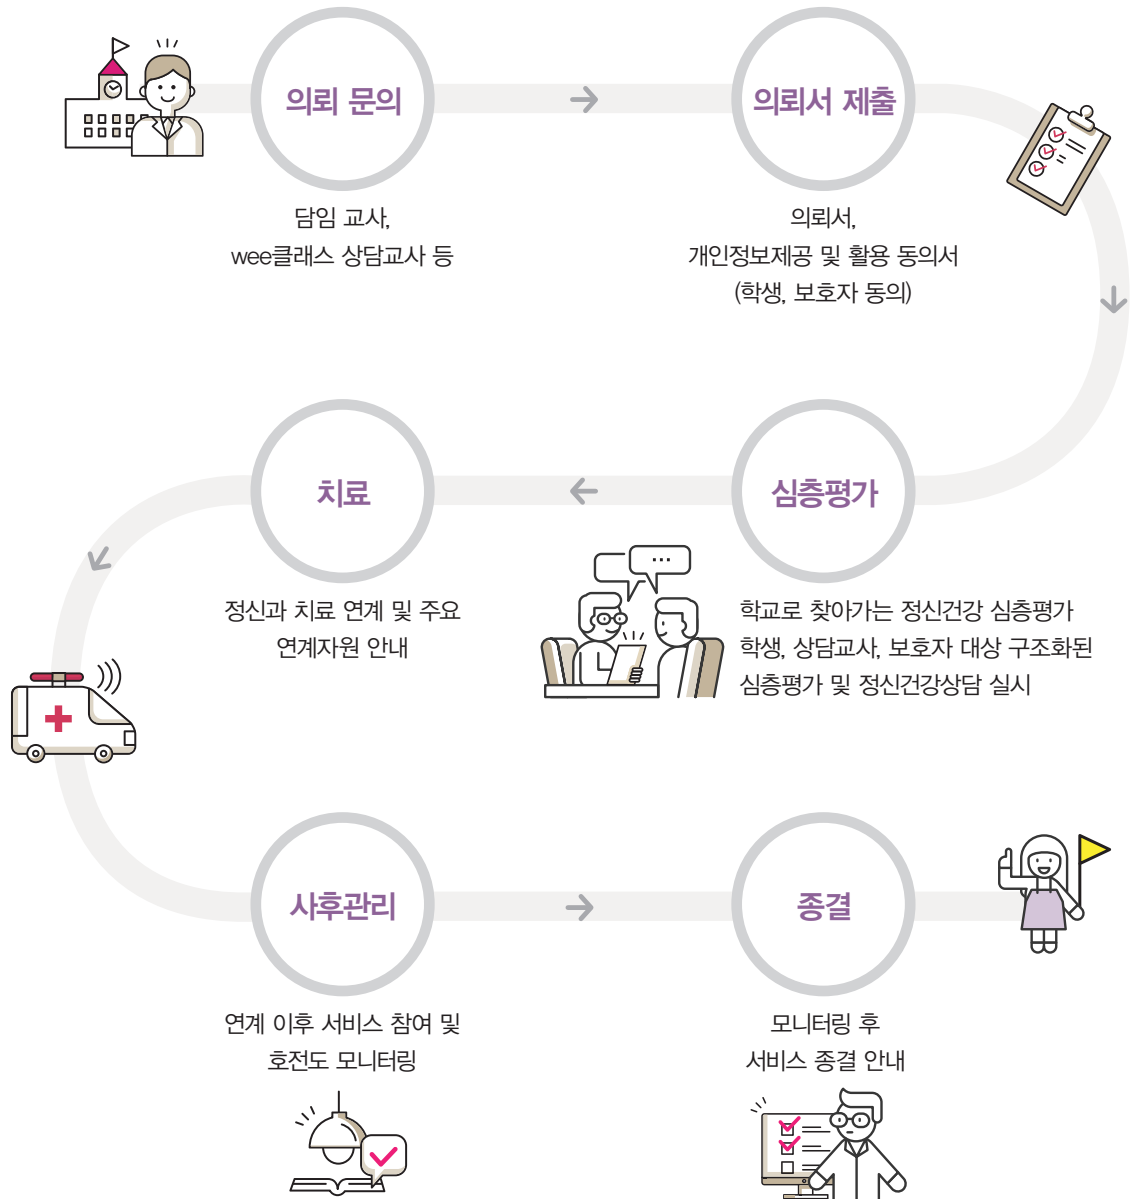 의뢰 문의
담임 교사,
wee클래스 상담교사 등
의뢰서 제출
의뢰서,
개인정보제공 및 활용 동의서
(학생, 보호자 동의)
심층평가
학교로 찾아가는 정신건강 심층평가
학생, 상담교사, 보호자 대상 구조화된
심층평가 및 정신건강상담 실시
치료
정신과 치료 연계 및 주요
연계자원 안내
사후관리
연계 이후 서비스 참여 및
호전도 모니터링
종결
모니터링 후
서비스 종결 안내